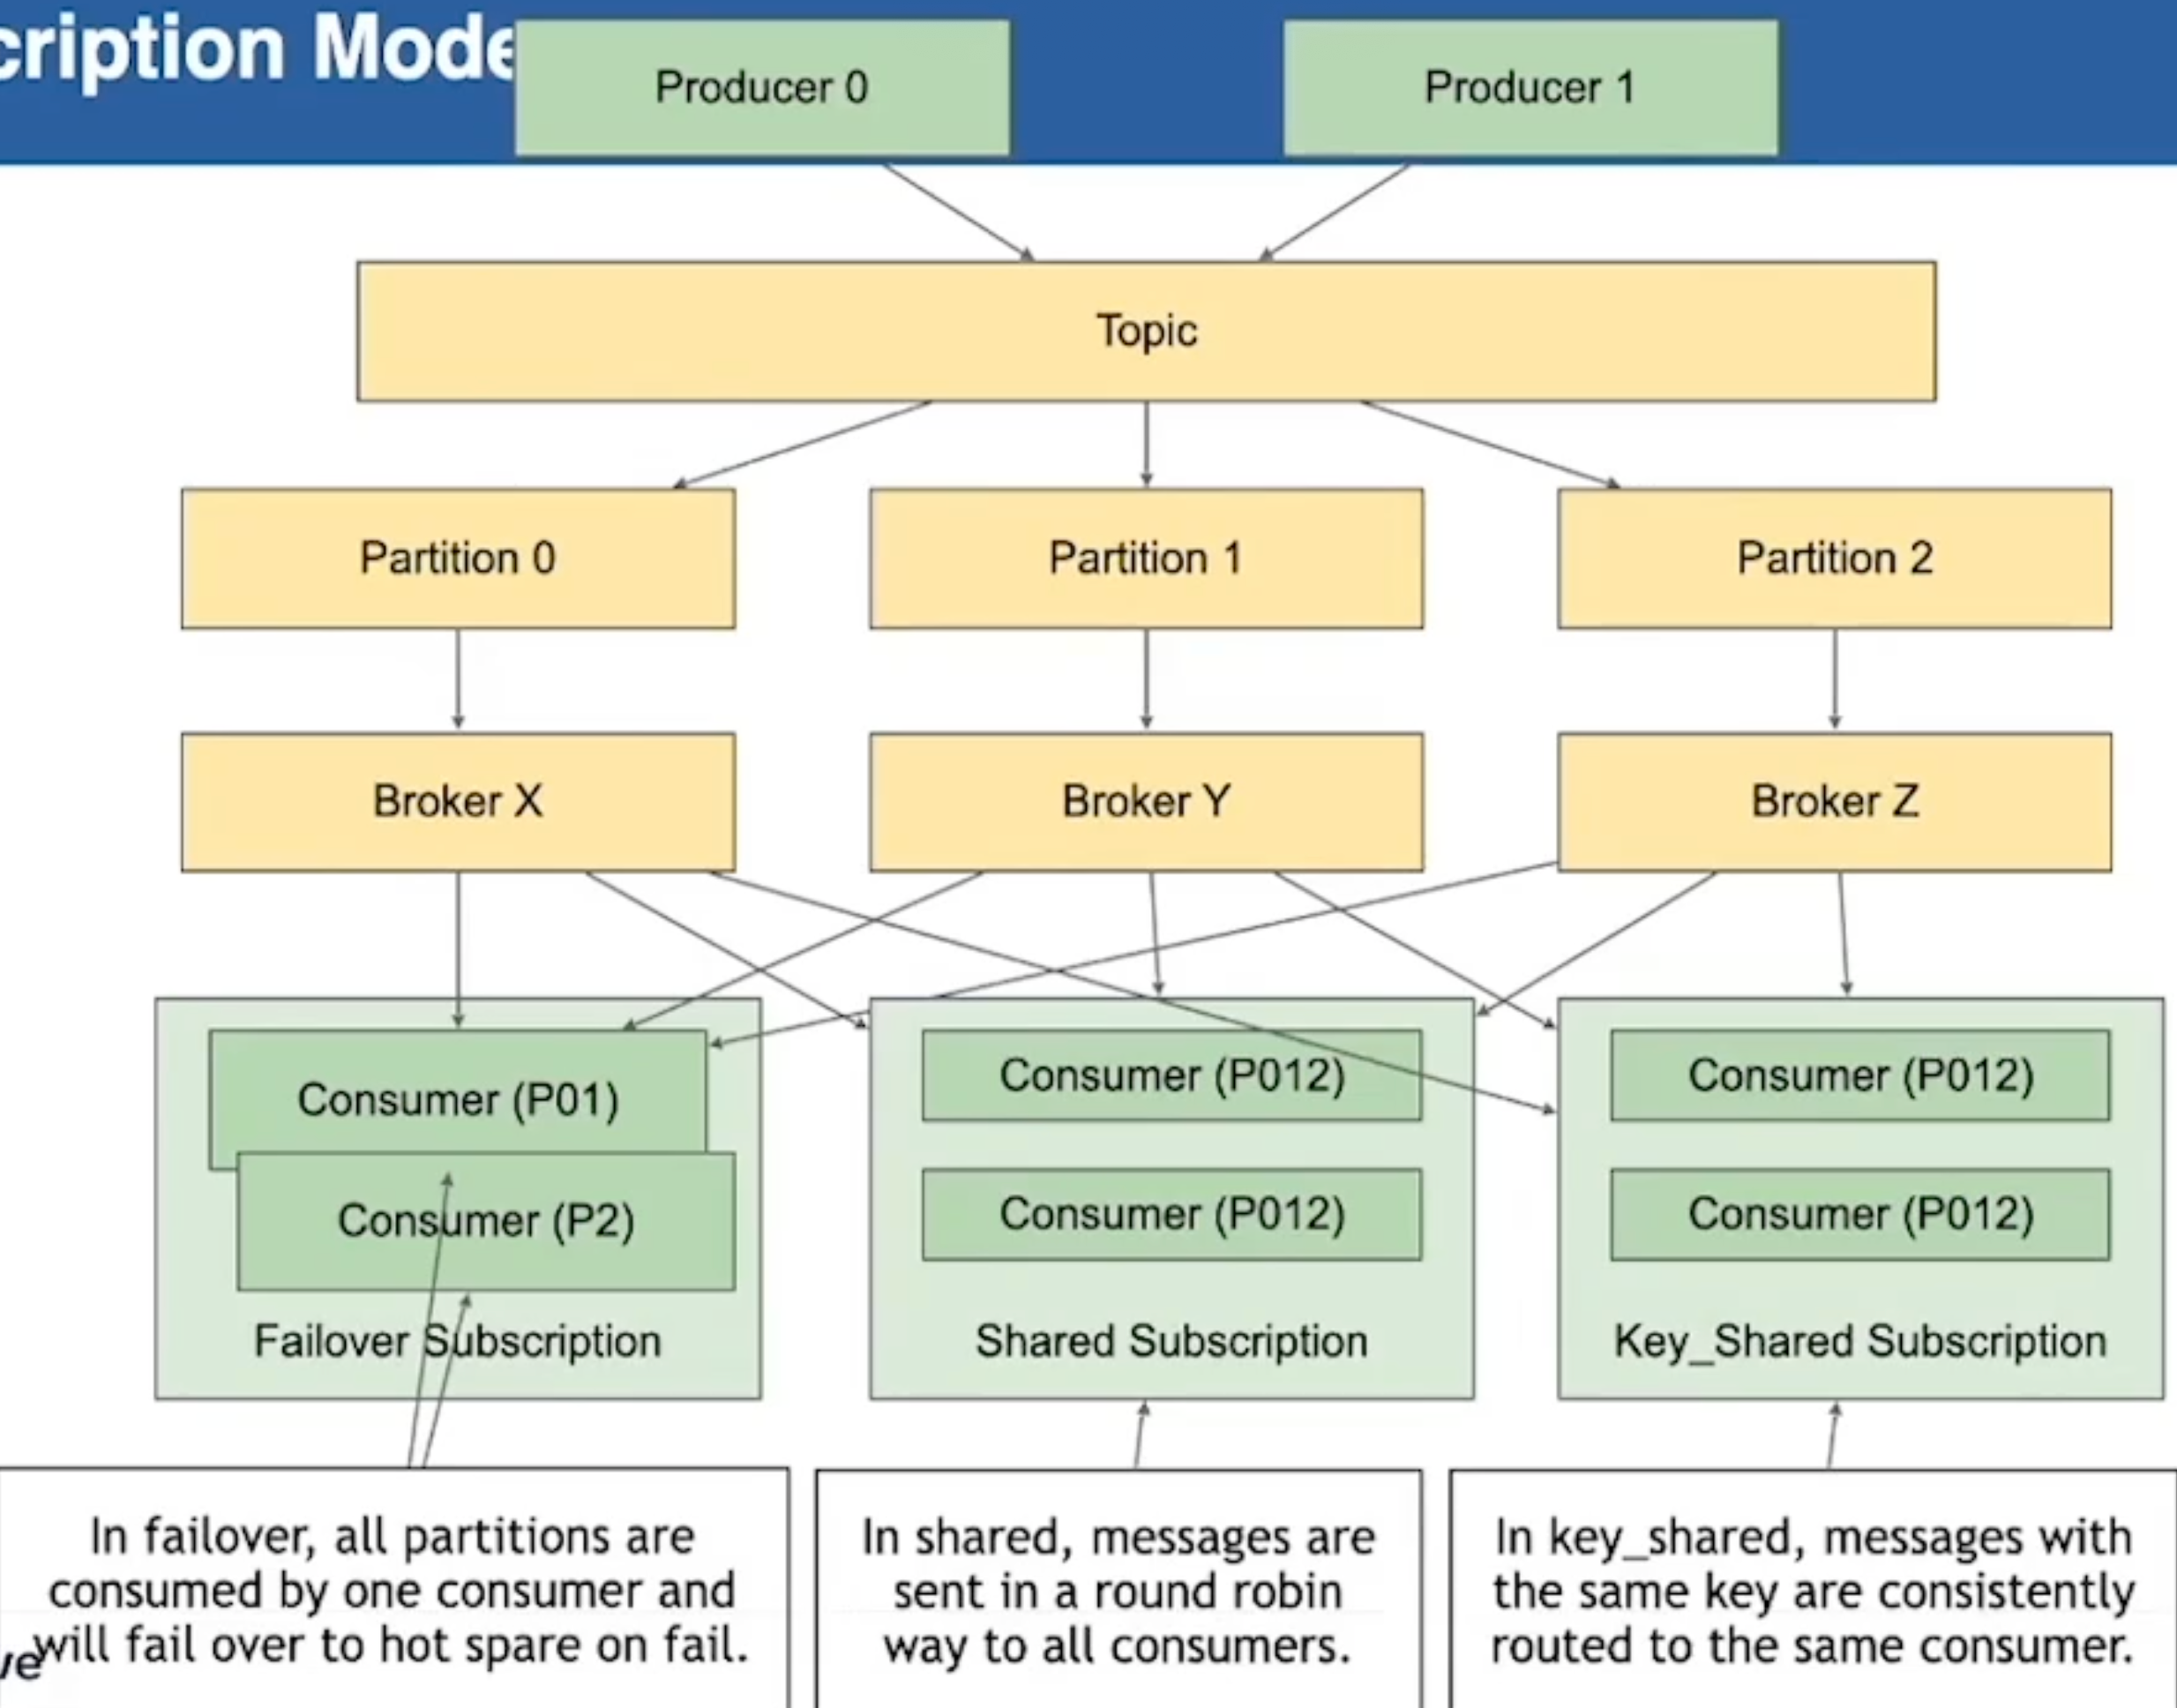 cription Mode
Producer 0
Producer 1
Topic
Partition 0
Partition 1
Partition 2
Broker X
Broker Y
Broker Z
Consumer (P01)
Consumer (P2)
Failover Subscription
Consumer (P012)
Consumer (P012)
Shared Subscription
Consumer (P012)
Consumer (P012)
Key_Shared Subscription
In failover, all partitions are
consumed by one consumer and
will fail over to hot spare on fail.
In shared, messages are
sent in a round robin
way to all consumers.
In key_shared, messages with
the same key are consistently
routed to the same consumer.